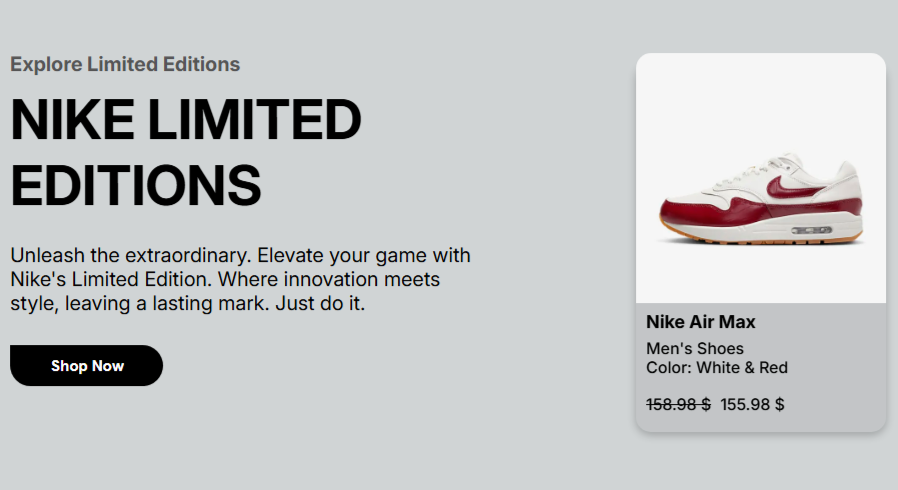 Explore Limited Editions
NIKE LIMITED
EDITIONS
Unleash the extraordinary. Elevate your game with
Nike's Limited Edition. Where innovation meets
style, leaving a lasting mark. Just do it.
Shop Now
Nike Air Max
Men's Shoes
Color: White & Red
158.98 $ 155.98 $